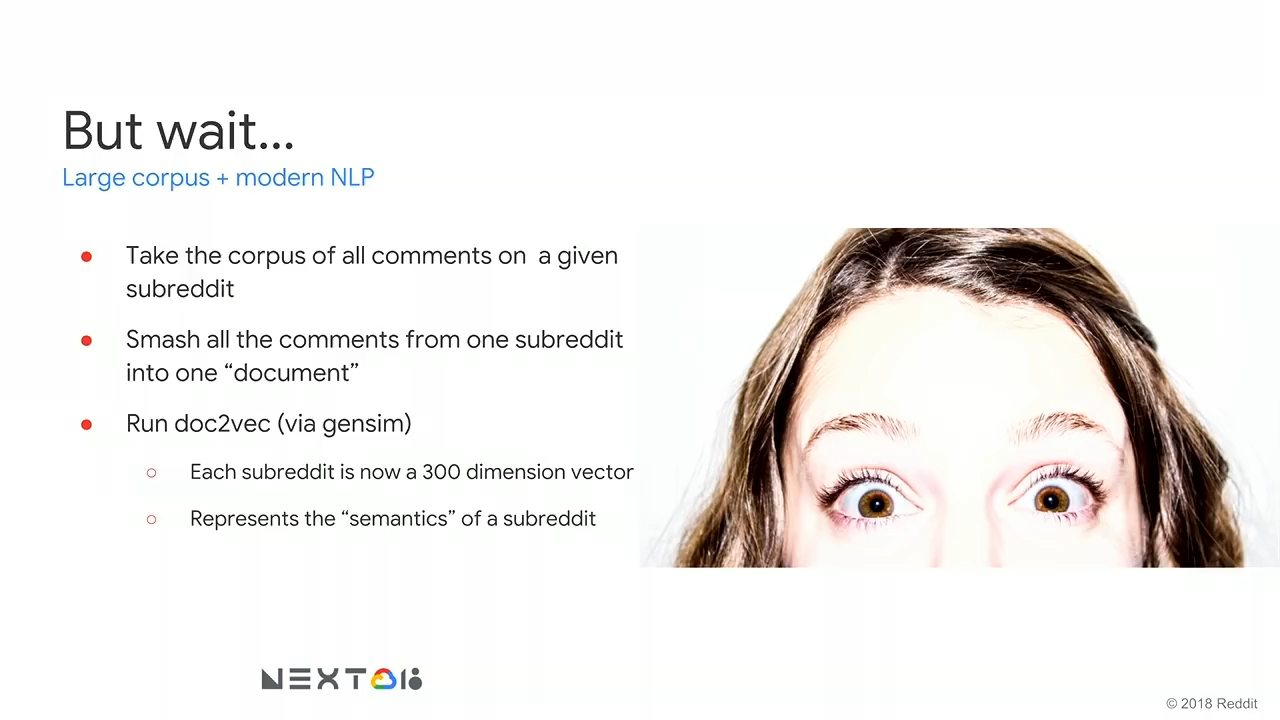 But wait...
Large corpus + modern NLP
● Take the corpus of all comments on  a given
subreddit
● Smash all the comments from one subreddit
into one “document”
● Run doc2vec (via gensim)
○ Each subreddit is now a 300 dimension vector
○ Represents the “semantics” of a subreddit
NEXT 18
© 2018 Reddit